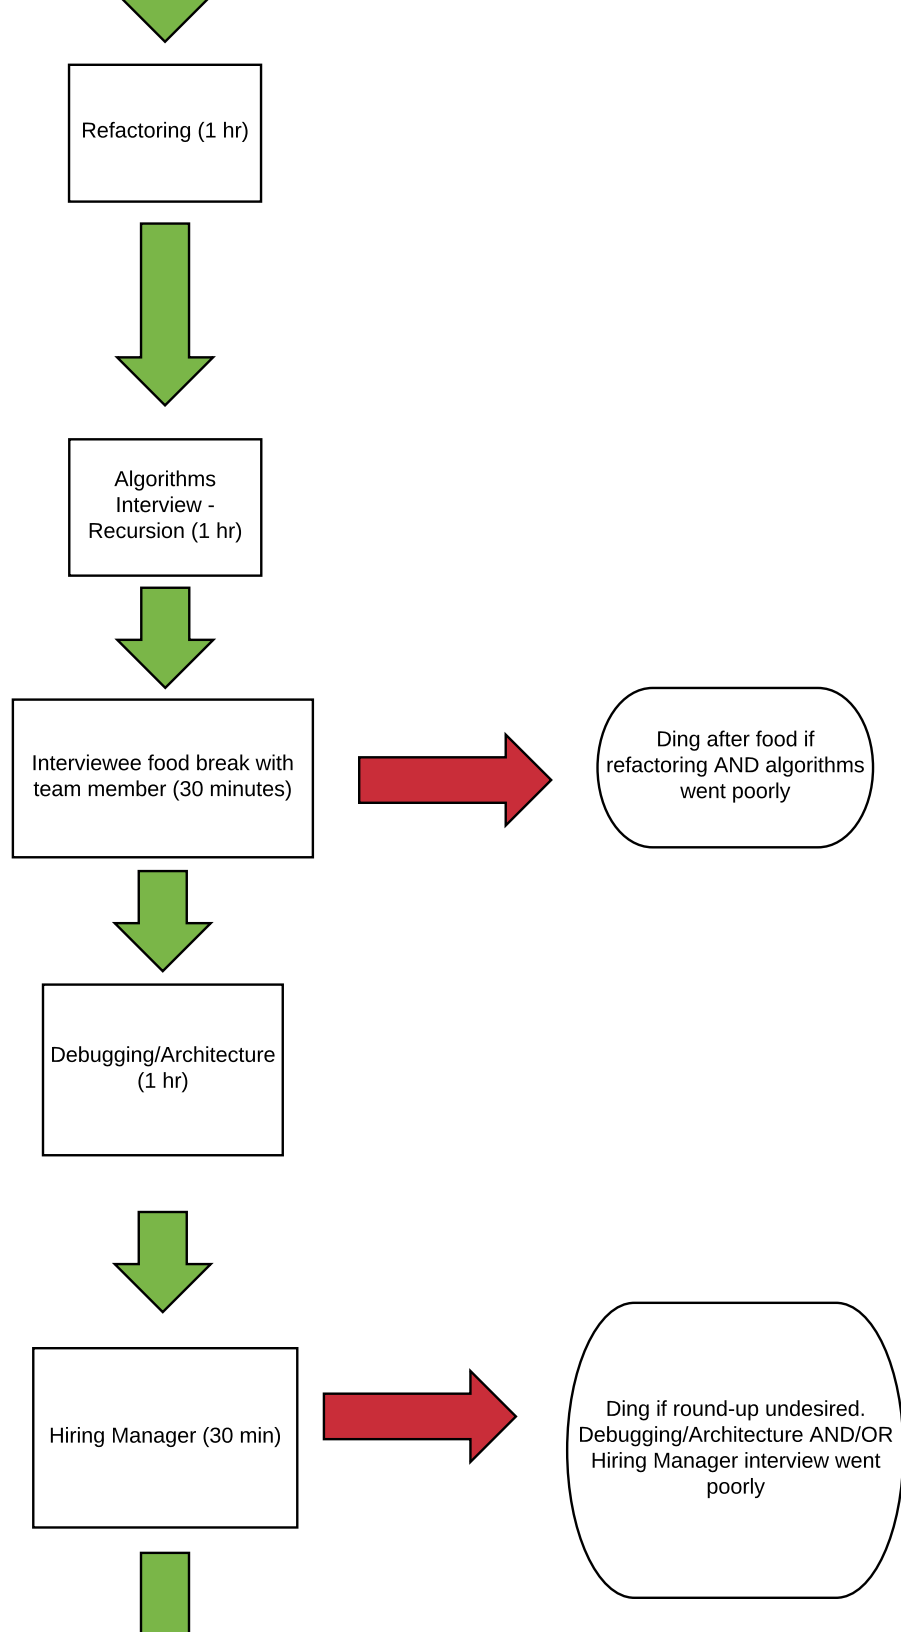 Refactoring (1 hr)
Algorithms
Interview -
Recursion (1 hr)
Interviewee food break with
team member (30 minutes)
Ding after food if
refactoring AND algorithms
went poorly
Debugging/Architecture
(1 hr)
Hiring Manager (30 min)
Ding if round-up undesired.
Debugging/Architecture AND/OR
Hiring Manager interview went
poorly